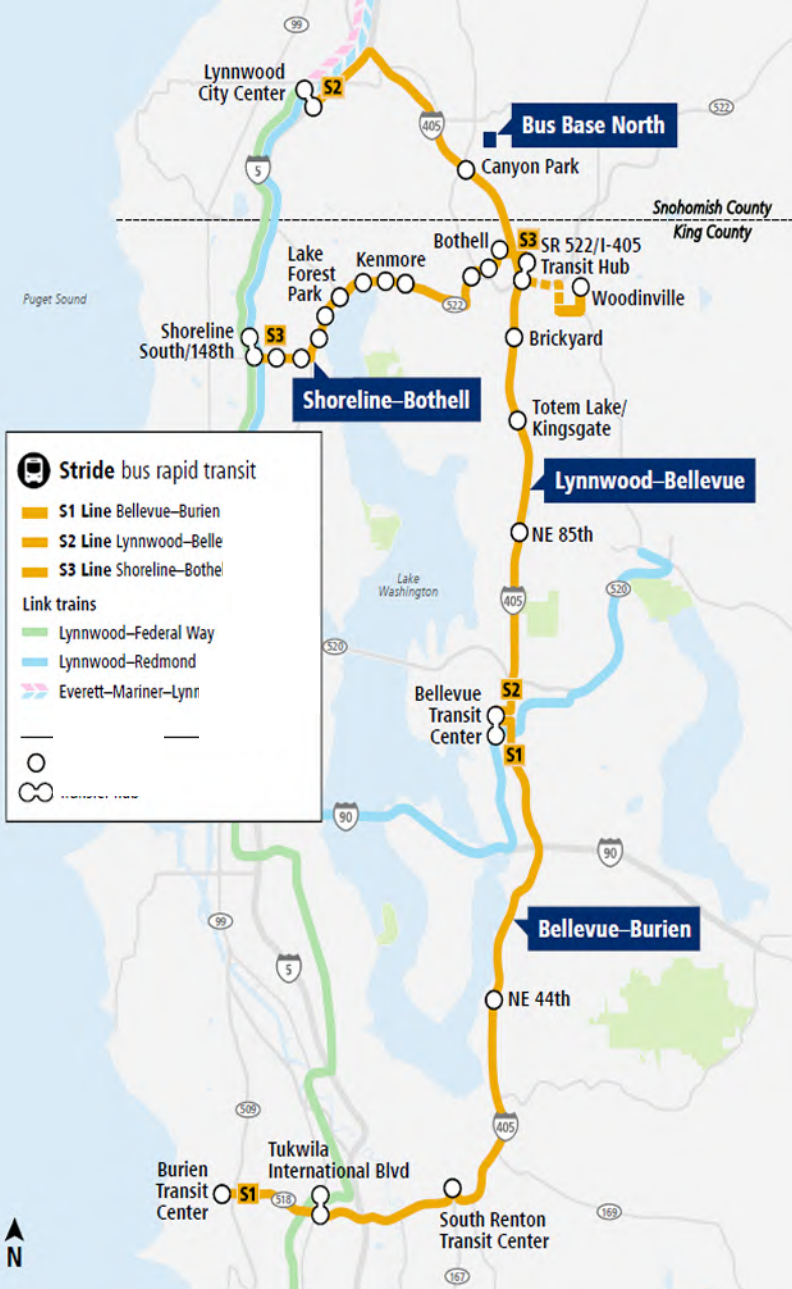 99
Lynnwood
City Center
S2
405
522
Bus Base North
5
Canyon Park
Snohomish County
King County
Bothell
S3
SR 522/I-405
Transit Hub
Lake
Forest
Park
Kenmore
522
Woodinville
Puget Sound
Shoreline
South/148th
S3
Brickyard
Shoreline–Bothell
Totem Lake/
Kingsgate
Stride bus rapid transit
S1 Line Bellevue–Burien
S2 Line Lynnwood–Belle
S3 Line Shoreline–Bothel
Link trains
Lynnwood–Federal Way
Lynnwood–Redmond
Everett–Mariner–Lynn
Lynnwood–Bellevue
NE 85th
Lake
Washington
405
520
520
Bellevue
Transit
Center
S2
S1
90
90
99
Bellevue–Burien
5
NE 44th
509
405
Tukwila
International Blvd
Burien
Transit
Center
S1
518
South Renton
Transit Center
169
167
N